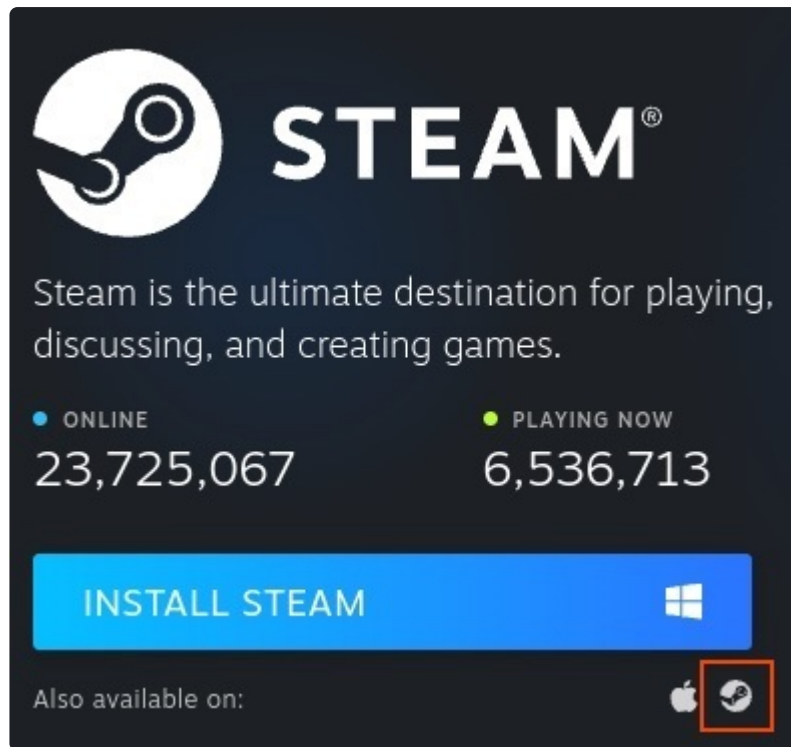 STEAM®
Steam is the ultimate destination for playing,
discussing, and creating games.
ONLINE PLAYING NOW
23,725,067 6,536,713
INSTALL STEAM
Also available on: